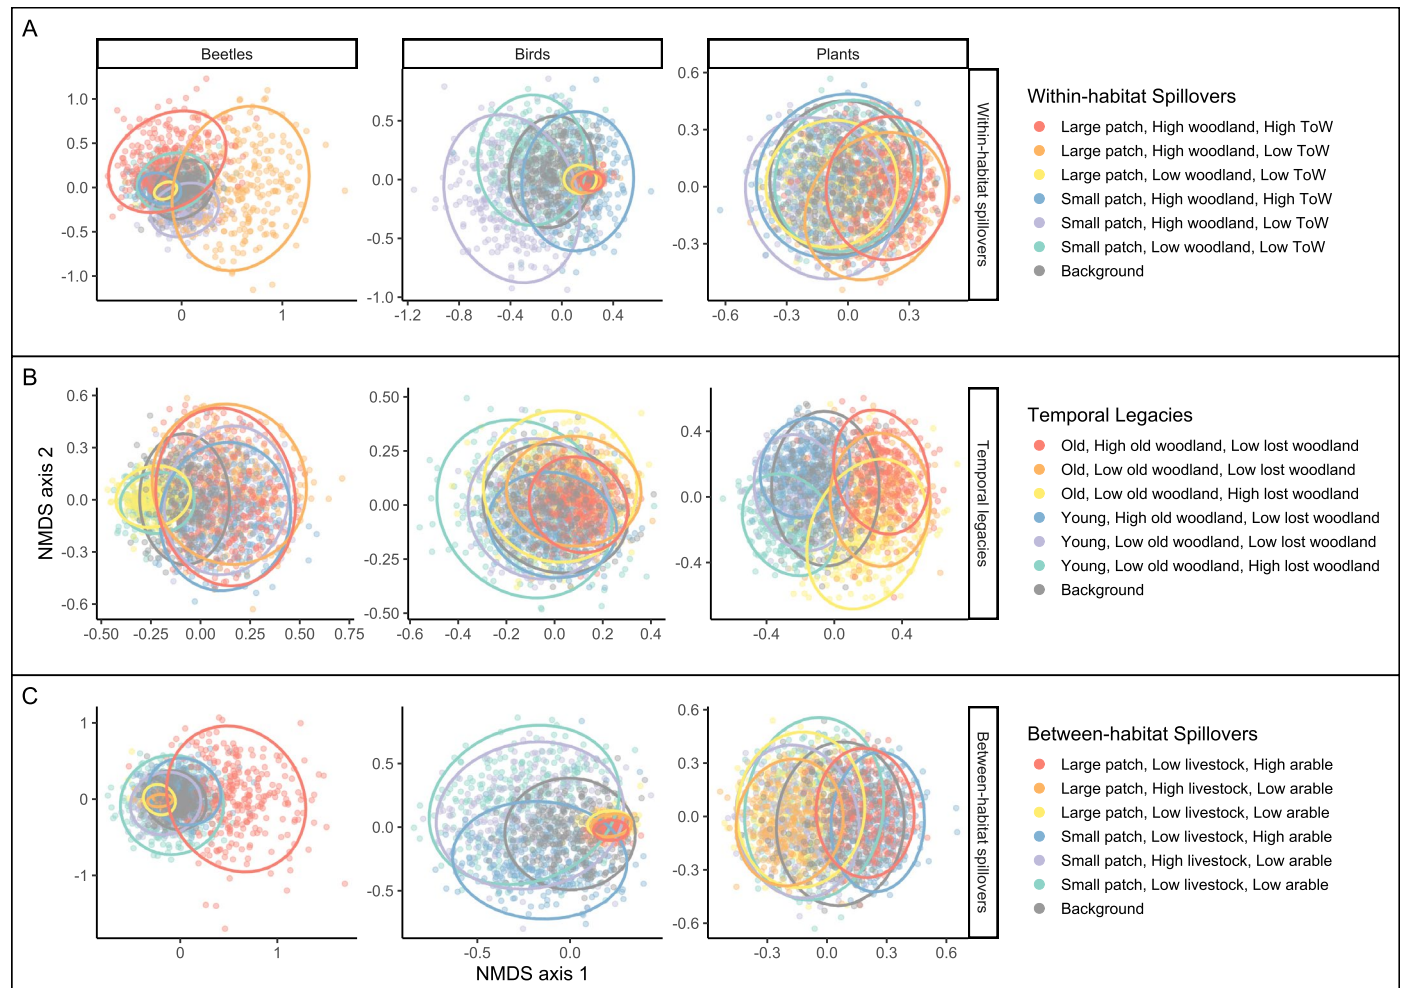 A
Beetles
Birds
Plants
1.0
0.5
0.0
-0.5
-1.0
0
1
0.5
0.0
-0.5
-1.0
-1.2
-0.8
-0.4
0.0
0.4
0.6
0.3
0.0
-0.3
-0.6
-0.3
0.0
0.3
Within-habitat spillovers
Within-habitat Spillovers
Large patch, High woodland, High ToW
Large patch, High woodland, Low ToW
Large patch, Low woodland, Low ToW
Small patch, High woodland, High ToW
Small patch, High woodland, Low ToW
Small patch, Low woodland, Low ToW
Background
B
NMDS axis 2
0.6
0.3
0.0
-0.3
-0.6
-0.50
-0.25
0.00
0.25
0.50
0.75
0.50
0.25
0.00
-0.25
-0.50
-0.6
-0.4
-0.2
0.0
0.2
0.4
0.4
0.0
-0.4
-0.4
0.0
0.4
Temporal legacies
Temporal Legacies
Old, High old woodland, Low lost woodland
Old, Low old woodland, Low lost woodland
Old, Low old woodland, High lost woodland
Young, High old woodland, Low lost woodland
Young, Low old woodland, Low lost woodland
Young, Low old woodland, High lost woodland
Background
C
1
0
-1
0
1
0.5
0.0
-0.5
-0.5
0.0
0.6
0.3
0.0
-0.3
-0.6
-0.3
0.0
0.3
0.6
NMDS axis 1
Between-habitat spillovers
Between-habitat Spillovers
Large patch, Low livestock, High arable
Large patch, High livestock, Low arable
Large patch, Low livestock, Low arable
Small patch, Low livestock, High arable
Small patch, High livestock, Low arable
Small patch, Low livestock, Low arable
Background